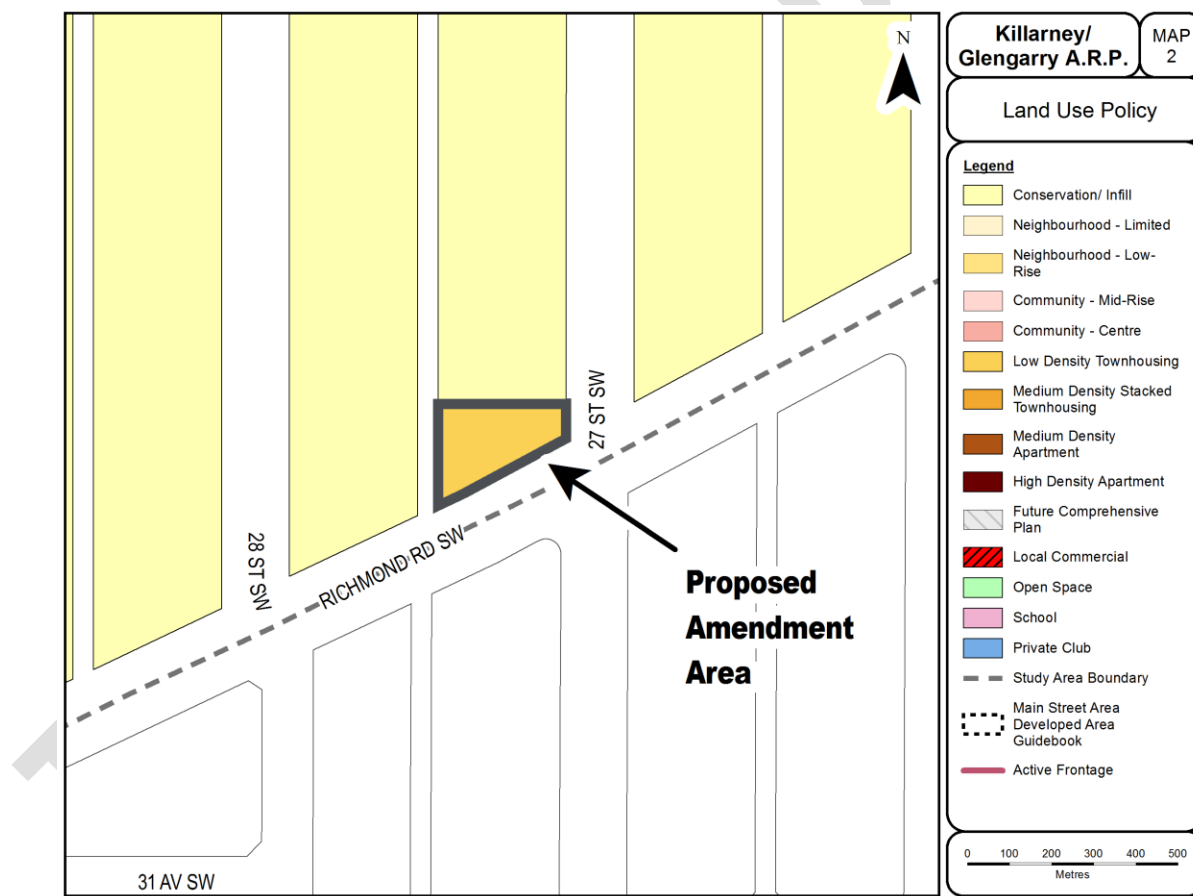 Killarney/
Glengarry A.R.P.
MAP
2
Land Use Policy
Legend
Conservation/ Infill
Neighbourhood - Limited
Neighbourhood - Low-
Rise
Community - Mid-Rise
Community - Centre
Low Density Townhousing
Medium Density Stacked
Townhousing
Medium Density
Apartment
High Density Apartment
Future Comprehensive
Plan
Local Commercial
Open Space
School
Private Club
Study Area Boundary
Main Street Area
Developed Area
Guidebook
Active Frontage
0 100 200 300 400 500
Metres
N
27 ST SW
28 ST SW
RICHMOND RD SW
Proposed
Amendment
Area
31 AV SW